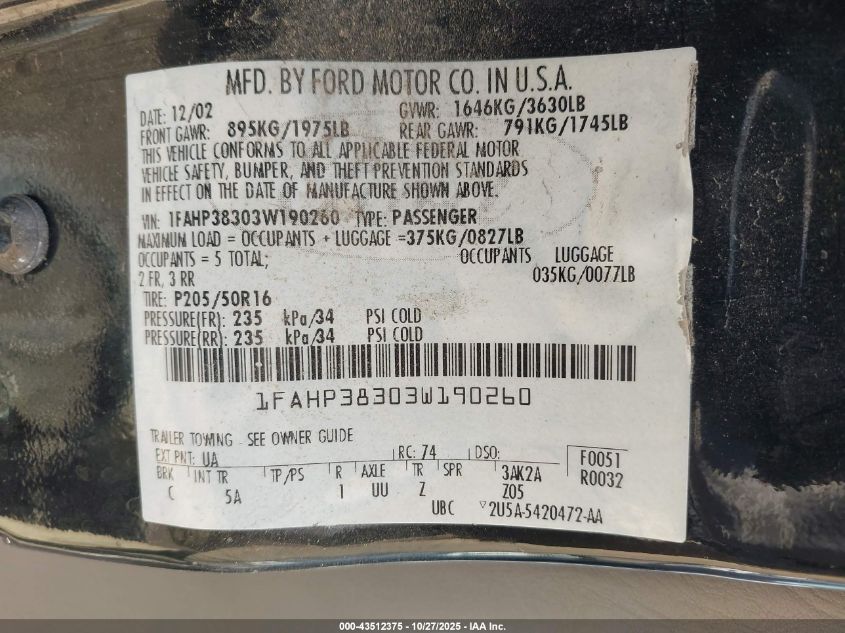 MFD. BY FORD MOTOR CO. IN U.S.A.
DATE: 12/02 GVWR: 1646KG/3630LB
FRONT GAWR: 895KG/1975LB REAR GAWR: 791KG/1745LB
THIS VEHICLE CONFORMS TO ALL APPLICABLE FEDERAL MOTOR
VEHICLE SAFETY, BUMPER, AND THEFT PREVENTION STANDARDS
IN EFFECT ON THE DATE OF MANUFACTURE SHOWN ABOVE.
VIN: 1FAHP38303W190260 TYPE: PASSENGER
MAXIMUM LOAD = OCCUPANTS + LUGGAGE =375KG/0827LB
OCCUPANTS = 5 TOTAL; OCCUPANTS LUGGAGE
2 FR, 3 RR 035KG/0077LB
TIRE: P205/50R16
PRESSURE(FR): 235 kPa/34 PSI COLD
PRESSURE(RR): 235 kPa/34 PSI COLD
1FAHP38303W190260
TRAILER TOWING - SEE OWNER GUIDE
EXT PNT: UA RC: 74 DSO: F0051
BRK INT TR TP/PS R AXLE TR SPR 3AK2A R0032
C 5A 1 UU Z Z05
UBC ▽2U5A-5420472-AA
000-43512375 | 10/27/2025 - IAA Inc.